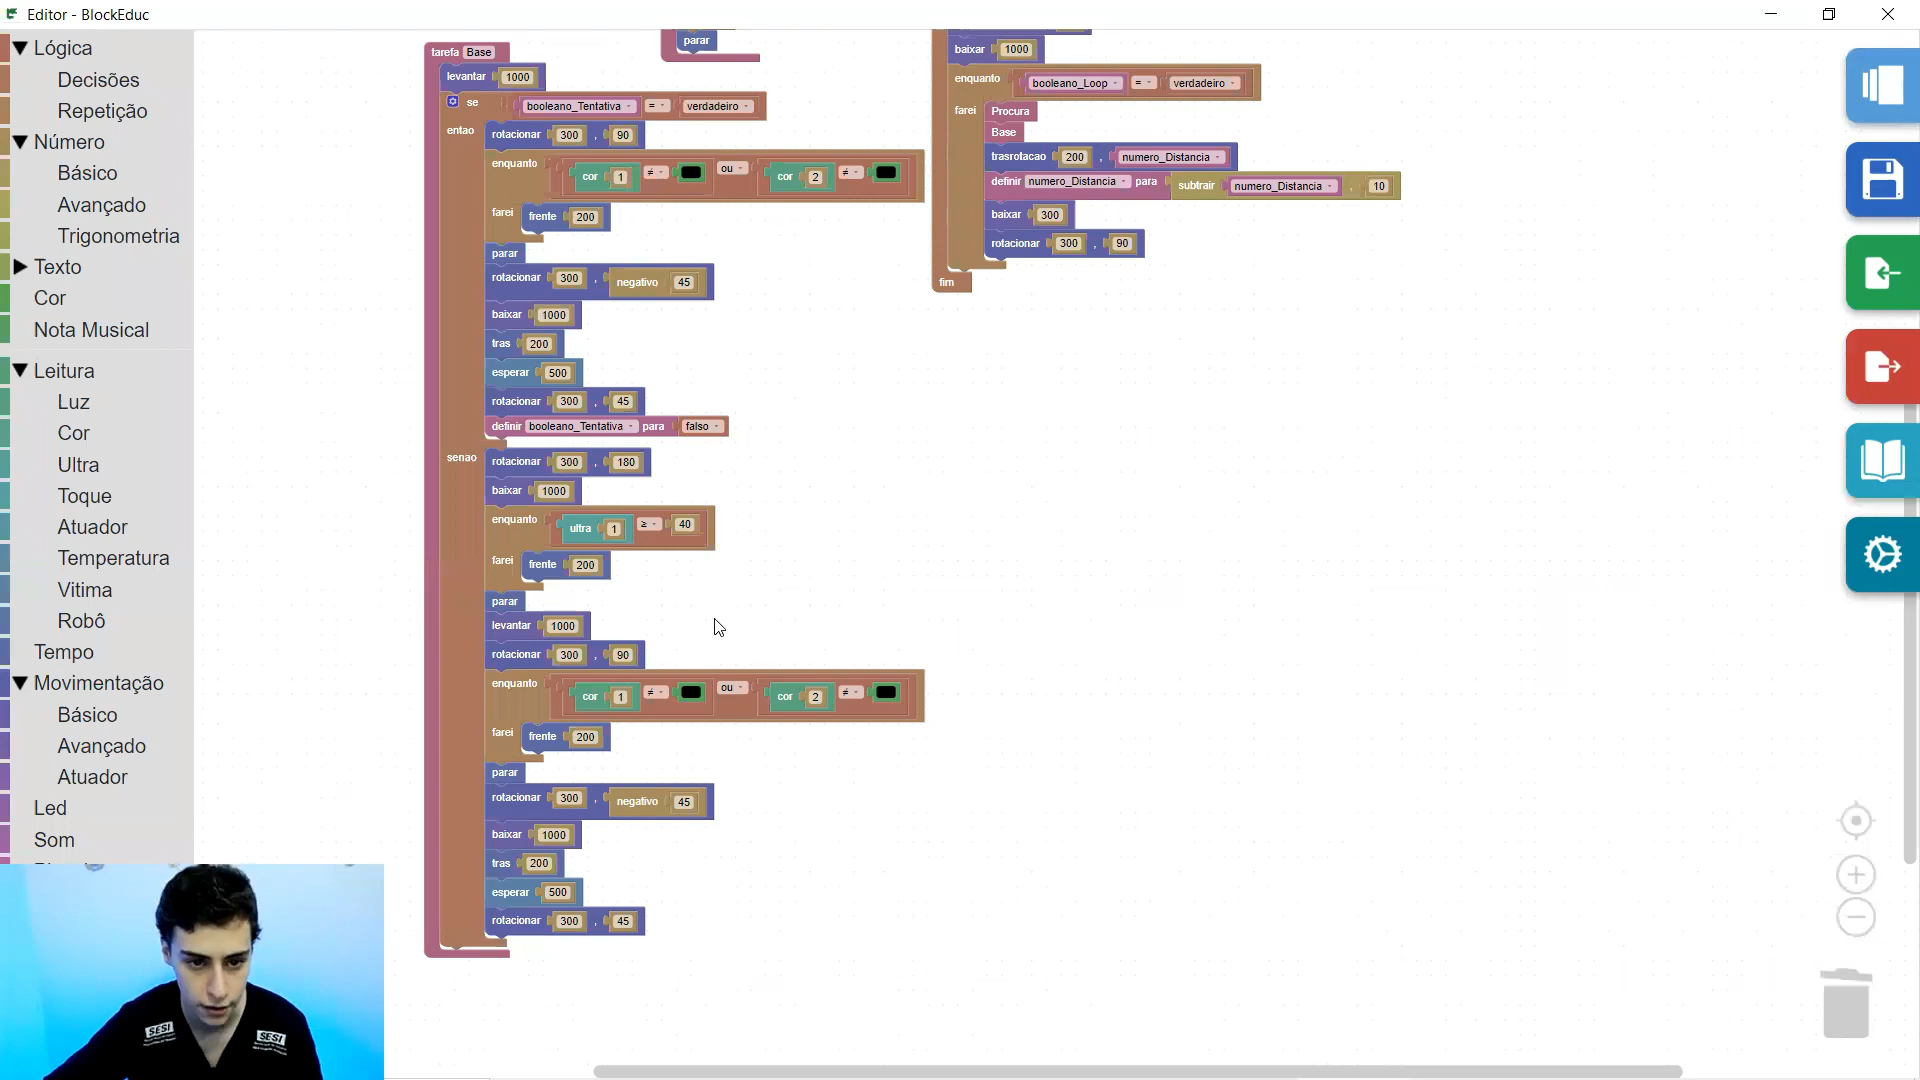 Editor - BlockEduc
Lógica
Decisões
Repetição
Número
Básico
Avançado
Trigonometria
Texto
Cor
Nota Musical
Leitura
Luz
Cor
Ultra
Toque
Atuador
Temperatura
Vitima
Robô
Tempo
Movimentação
Básico
Avançado
Atuador
Led
Som
parar
tarefa Base
levantar 1000
se booleano_Tentativa = verdadeiro
entao rotacionar 300 , 90
enquanto cor 1 ≠ ou cor 2 ≠
farei frente 200
parar
rotacionar 300 , negativo 45
baixar 1000
tras 200
esperar 500
rotacionar 300 , 45
definir booleano_Tentativa para falso
senao rotacionar 300 , 180
baixar 1000
enquanto ultra 1 ≥ 40
farei frente 200
parar
levantar 1000
rotacionar 300 , 90
enquanto cor 1 ≠ ou cor 2 ≠
farei frente 200
parar
rotacionar 300 , negativo 45
baixar 1000
tras 200
esperar 500
rotacionar 300 , 45
baixar 1000
enquanto booleano_Loop = verdadeiro
farei Procura
Base
trasrotacao 200 , numero_Distancia
definir numero_Distancia para subtrair numero_Distancia , 10
baixar 300
rotacionar 300 , 90
fim
SESI
SESI